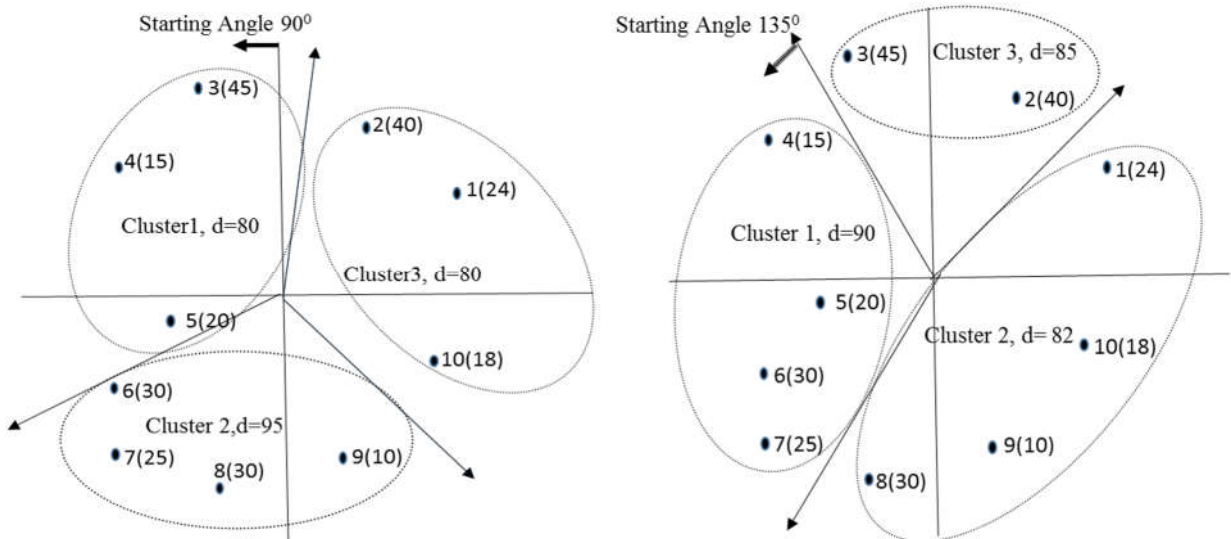 Starting Angle 90⁰
3(45)
2(40)
4(15)
1(24)
Cluster1, d=80
Cluster3, d=80
5(20)
10(18)
6(30)
Cluster 2,d=95
7(25)
8(30)
9(10)
Starting Angle 135⁰
3(45)
Cluster 3, d=85
2(40)
4(15)
1(24)
Cluster 1, d=90
5(20)
Cluster 2, d= 82
10(18)
6(30)
7(25)
9(10)
8(30)